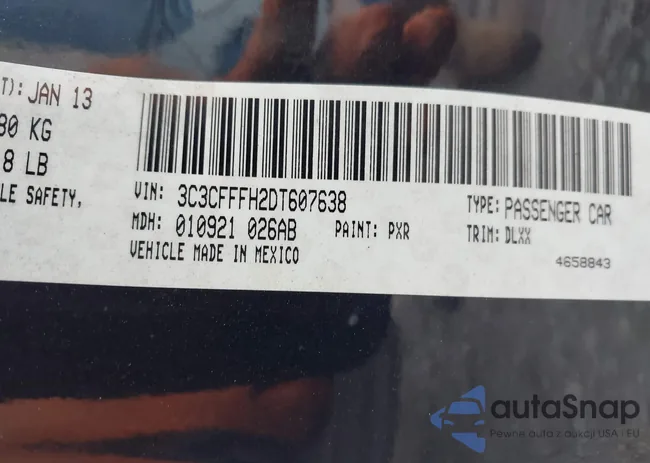 T): JAN 13
80 KG
8 LB
LE SAFETY,
VIN: 3C3CFFFH2DT607638
TYPE: PASSENGER CAR
MDH: 010921 026AB
PAINT: PXR
TRIM: DLXX
VEHICLE MADE IN MEXICO
4658843
autaSnap
Pewne auta z aukcji USA i EU